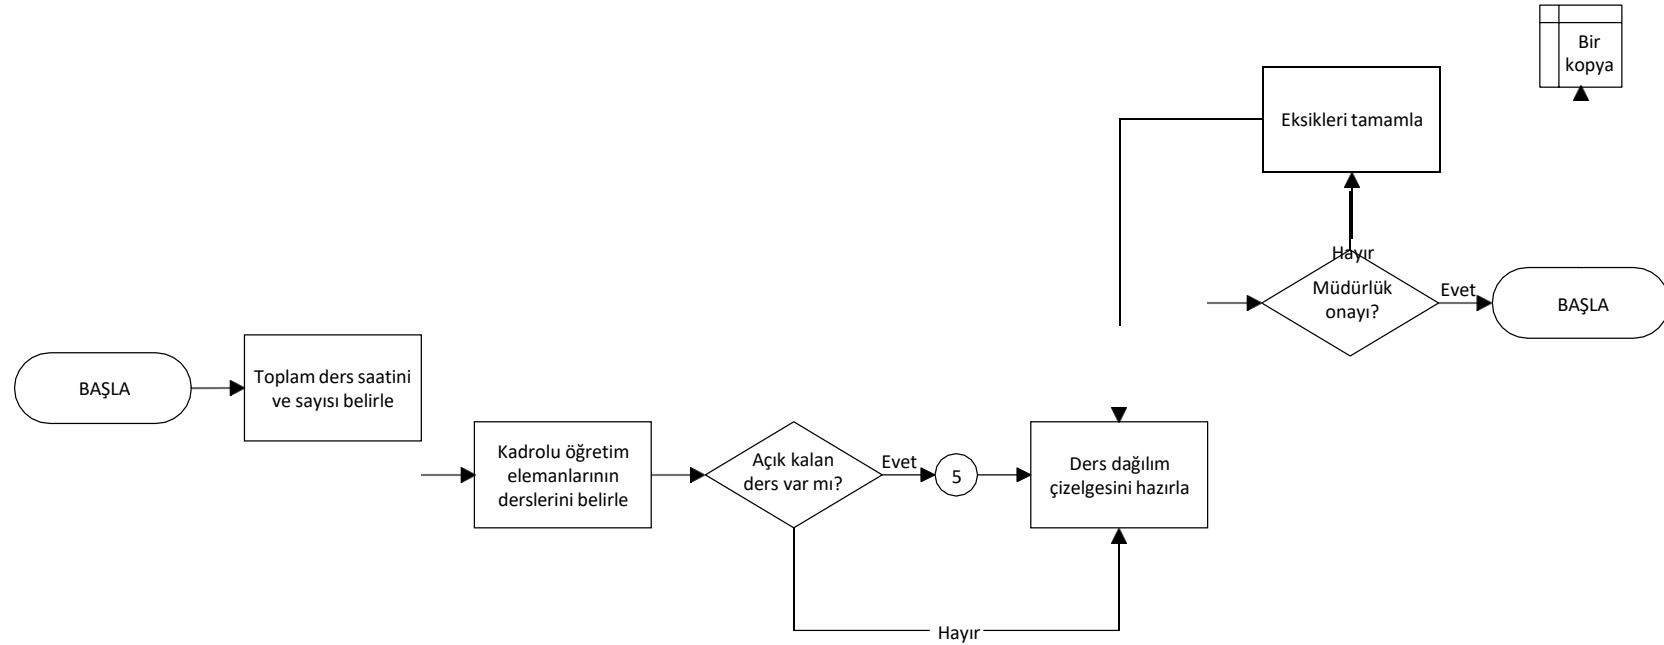 Bir
kopya
Eksikleri tamamla
Hayır
Müdürlük
onayı?
Evet
BAŞLA
BAŞLA
Toplam ders saatini
ve sayısı belirle
Kadrolu öğretim
elemanlarının
derslerini belirle
Açık kalan
ders var mı?
Evet
5
Ders dağılım
çizelgesini hazırla
Hayır